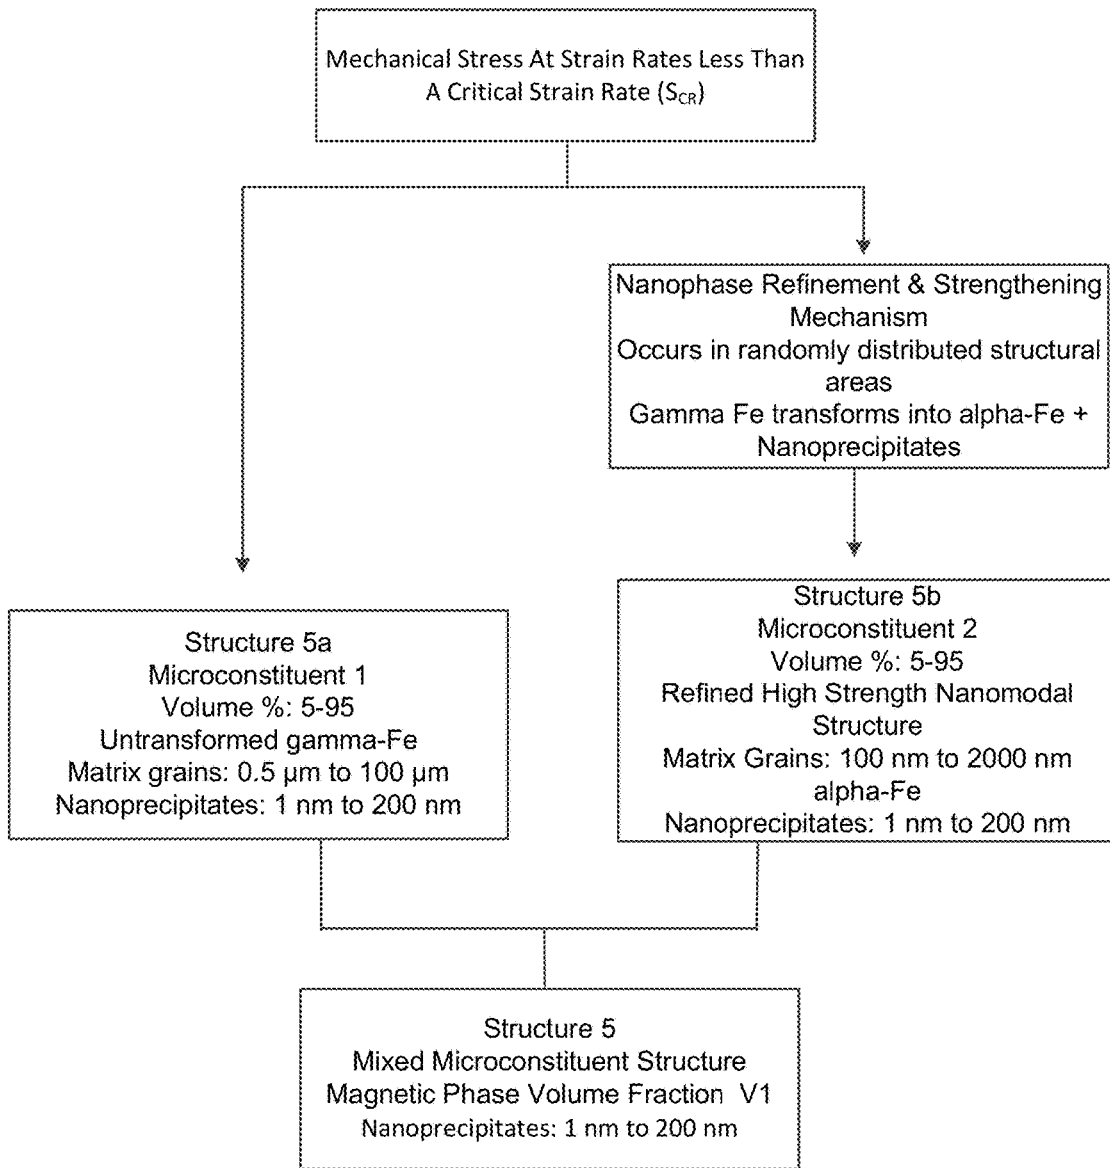 Mechanical Stress At Strain Rates Less Than
A Critical Strain Rate (SCR)
Nanophase Refinement & Strengthening
Mechanism
Occurs in randomly distributed structural
areas
Gamma Fe transforms into alpha-Fe +
Nanoprecipitates
Structure 5a
Microconstituent 1
Volume %: 5-95
Untransformed gamma-Fe
Matrix grains: 0.5 µm to 100 µm
Nanoprecipitates: 1 nm to 200 nm
Structure 5b
Microconstituent 2
Volume %: 5-95
Refined High Strength Nanomodal
Structure
Matrix Grains: 100 nm to 2000 nm
alpha-Fe
Nanoprecipitates: 1 nm to 200 nm
Structure 5
Mixed Microconstituent Structure
Magnetic Phase Volume Fraction V1
Nanoprecipitates: 1 nm to 200 nm